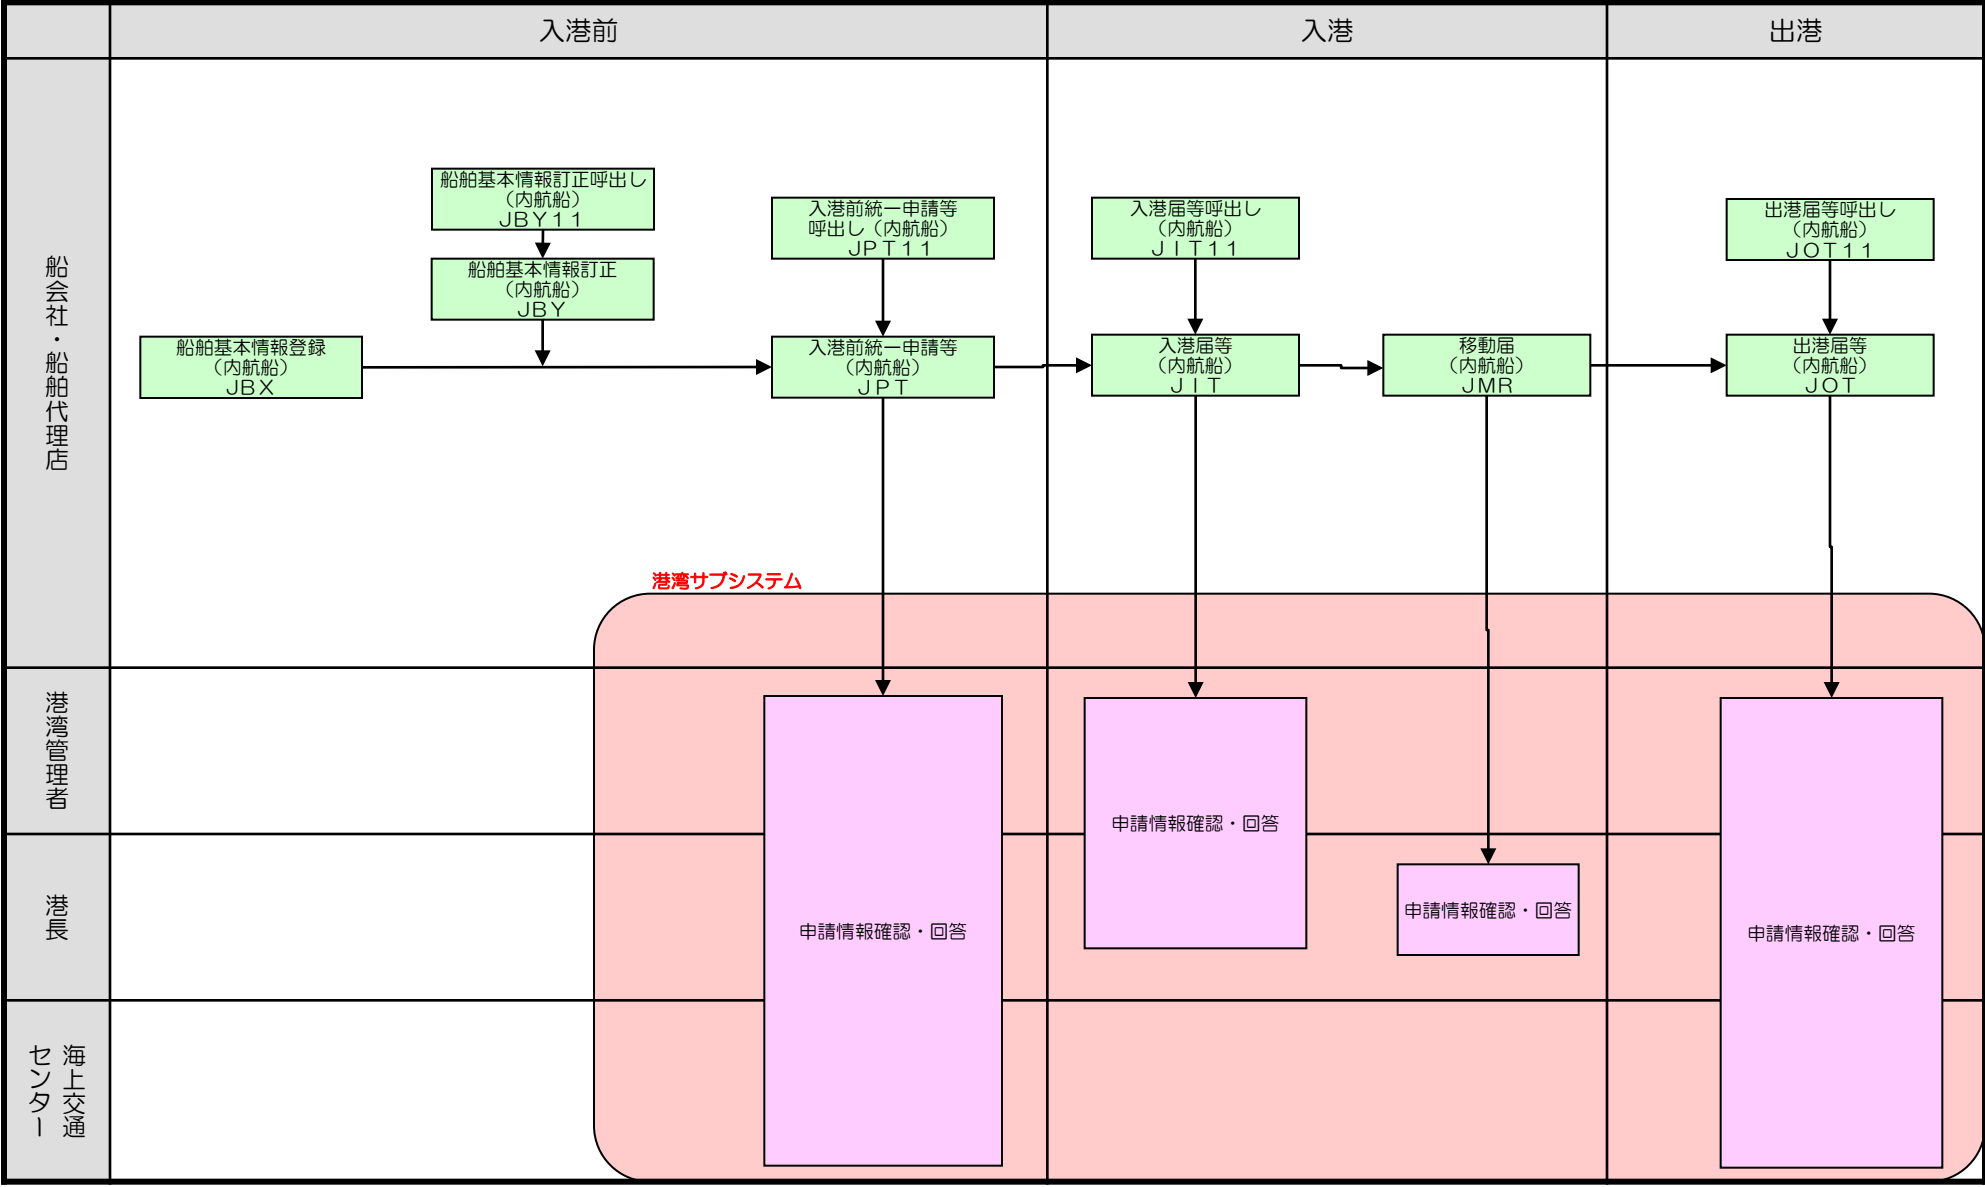 入港前
入港
出港
船会社・船舶代理店
船舶基本情報訂正呼出し
（内航船）
ＪＢＹ１１
船舶基本情報訂正
（内航船）
ＪＢＹ
船舶基本情報登録
（内航船）
ＪＢＸ
入港前統一申請等
呼出し（内航船）
ＪＰＴ１１
入港前統一申請等
（内航船）
ＪＰＴ
入港届等呼出し
（内航船）
ＪＩＴ１１
入港届等
（内航船）
ＪＩＴ
移動届
（内航船）
ＪＭＲ
出港届等呼出し
（内航船）
ＪＯＴ１１
出港届等
（内航船）
ＪＯＴ
港湾サブシステム
港湾管理者
港長
海上交通
センター
申請情報確認・回答
申請情報確認・回答
申請情報確認・回答
申請情報確認・回答